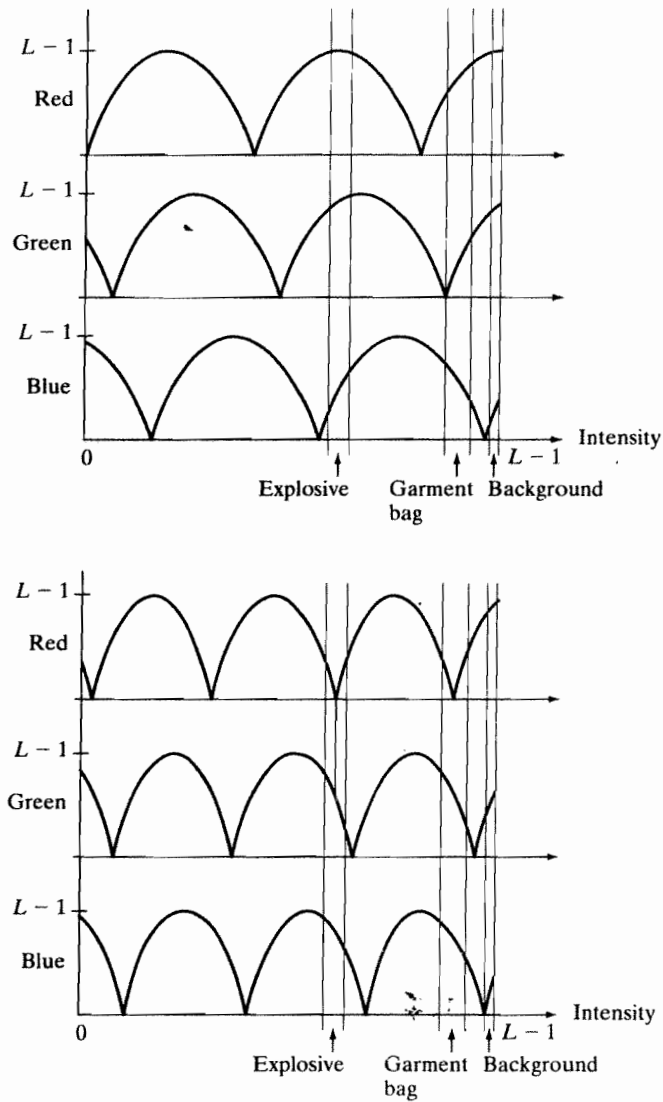 L − 1
Red
L − 1
Green
L − 1
Blue
Intensity
0
L − 1
Explosive
Garment
bag
Background
L − 1
Red
L − 1
Green
L − 1
Blue
Intensity
0
L − 1
Explosive
Garment
bag
Background